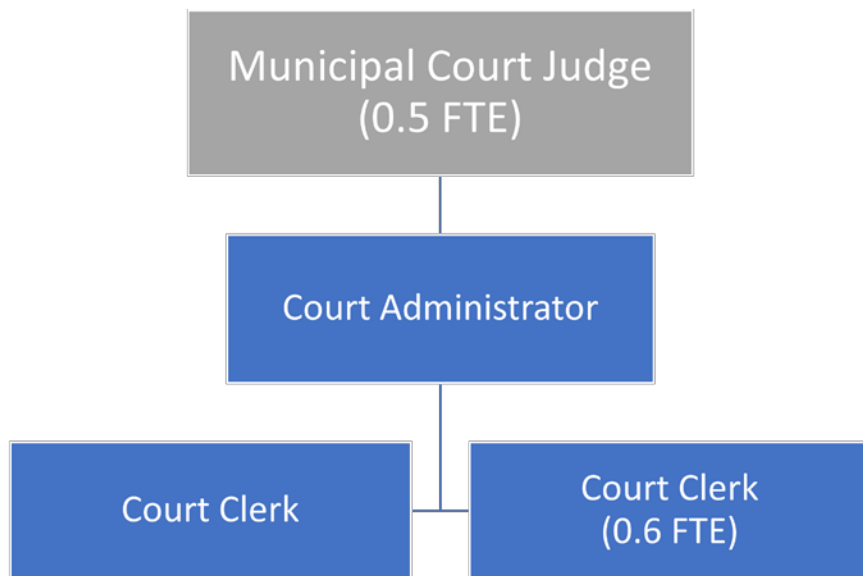 Municipal Court Judge
(0.5 FTE)
Court Administrator
Court Clerk
Court Clerk
(0.6 FTE)